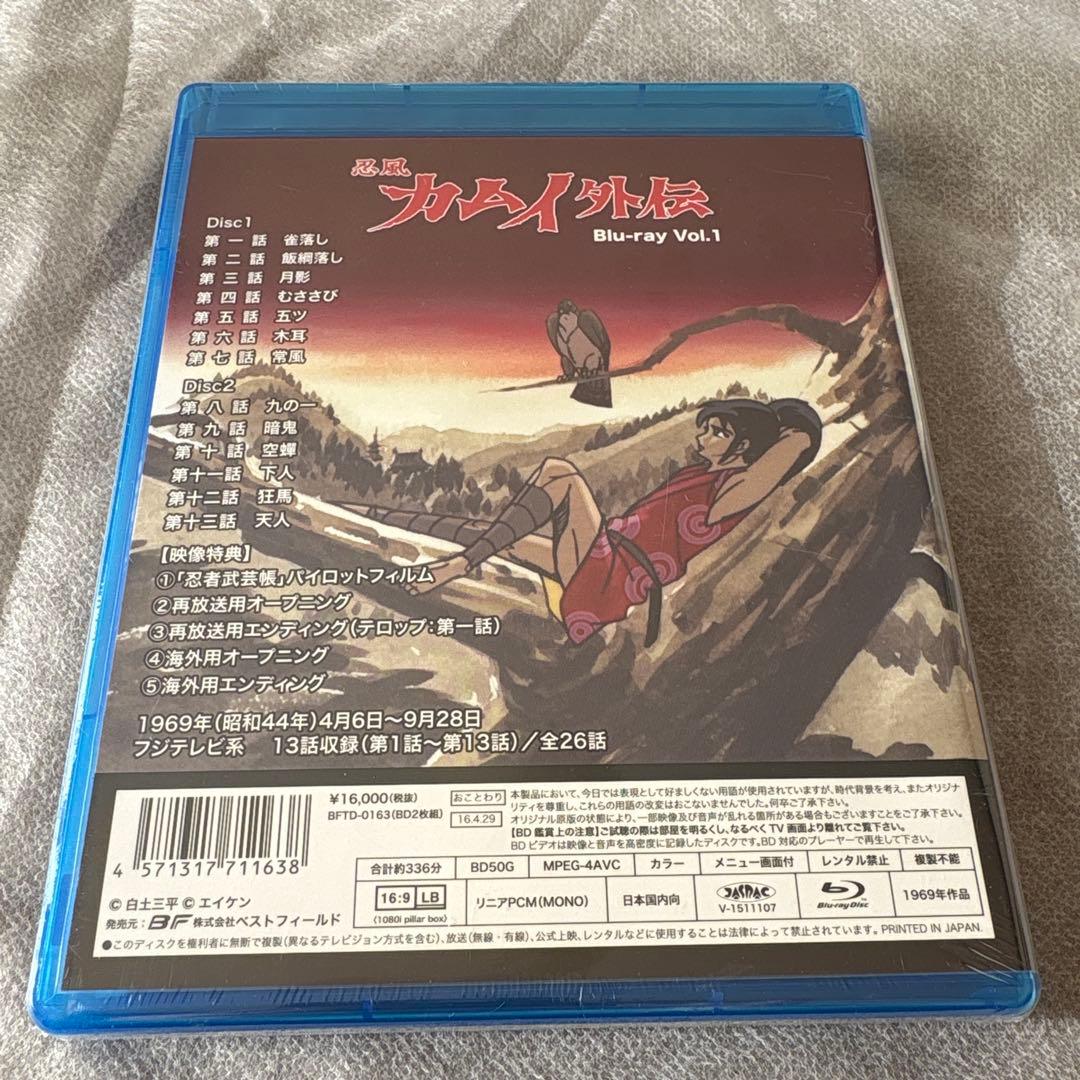 忍風
カムイ外伝
Blu-ray Vol.1
Disc1
第一話 雀落し
第二話 飯綱落し
第三話 月影
第四話 むささび
第五話 五ツ
第六話 木耳
第七話 常風
Disc2
第八話 九の一
第九話 暗鬼
第十話 空蟬
第十一話 下人
第十二話 狂馬
第十三話 天人
【映像特典】
①「忍者武芸帳」パイロットフィルム
②再放送用オープニング
③再放送用エンディング(テロップ:第一話)
④海外用オープニング
⑤海外用エンディング
1969年(昭和44年)4月6日〜9月28日
フジテレビ系 13話収録(第1話〜第13話)/全26話
¥16,000(税抜)
BFTD-0163(BD2枚組)
4 571317 711638
おことわり
16.4.29
本製品において、今日では表現として好ましくない用語が使用されていますが、時代背景を考え、またオリジナ
リティを尊重し、これらの用語の改変はおこないませんでした。何卒ご了承下さい。
オリジナル原版の状態により、一部映像及び音声が乱れる箇所がある場合もございますことをご了承下さい。
【BD鑑賞上の注意】ご試聴の際は部屋を明るくし、なるべくTV画面より離れてご覧下さい。
BDビデオは映像と音声を高密度に記録したディスクです。BD対応のプレーヤーで再生して下さい。
合計約336分 BD50G MPEG-4AVC カラー メニュー画面付 レンタル禁止 複製不能
16:9 LB
(1080i pillar box)
リニアPCM(MONO)
日本国内向
JASRAC
V-1511107
Blu-ray Disc
1969年作品
© 白土三平 © エイケン
発売元: BF 株式会社ベストフィールド
●このディスクを権利者に無断で複製(異なるテレビジョン方式を含む)、放送(無線・有線)、公式上映、レンタルなどに使用することは法律によって禁止されています。PRINTED IN JAPAN.